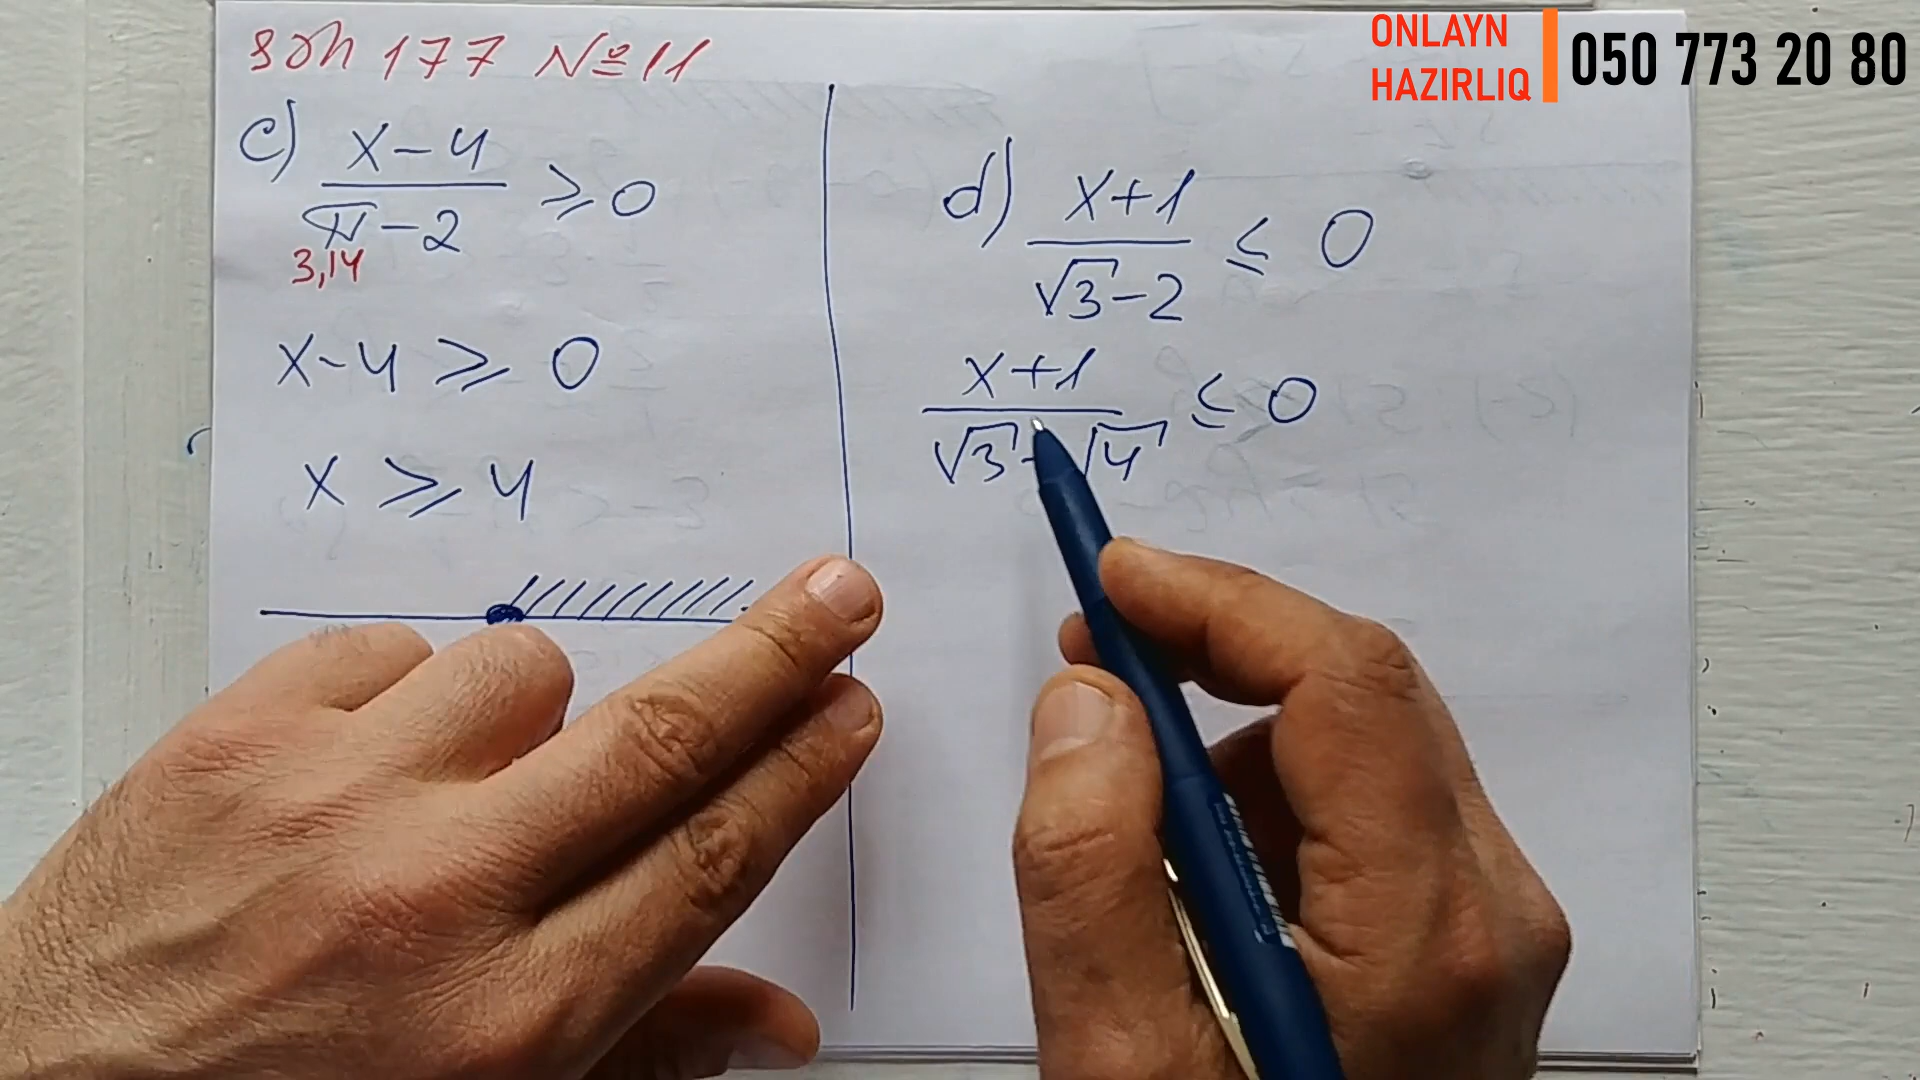 ONLAYN
HAZIRLIQ
050 773 20 80
səh 177 №11
c) (x-4)/(π-2) ≥ 0
3,14
x-4 ≥ 0
x ≥ 4
d) (x+1)/(√3-2) ≤ 0
(x+1)/(√3-√4) ≤ 0